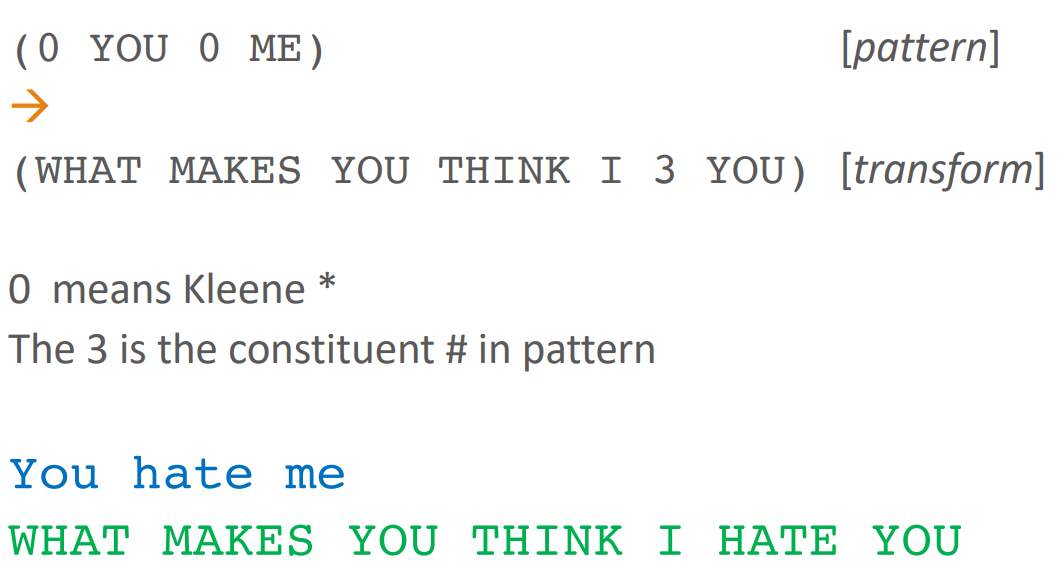 (0 YOU 0 ME) [pattern]
→
(WHAT MAKES YOU THINK I 3 YOU) [transform]
0 means Kleene *
The 3 is the constituent # in pattern
You hate me
WHAT MAKES YOU THINK I HATE YOU